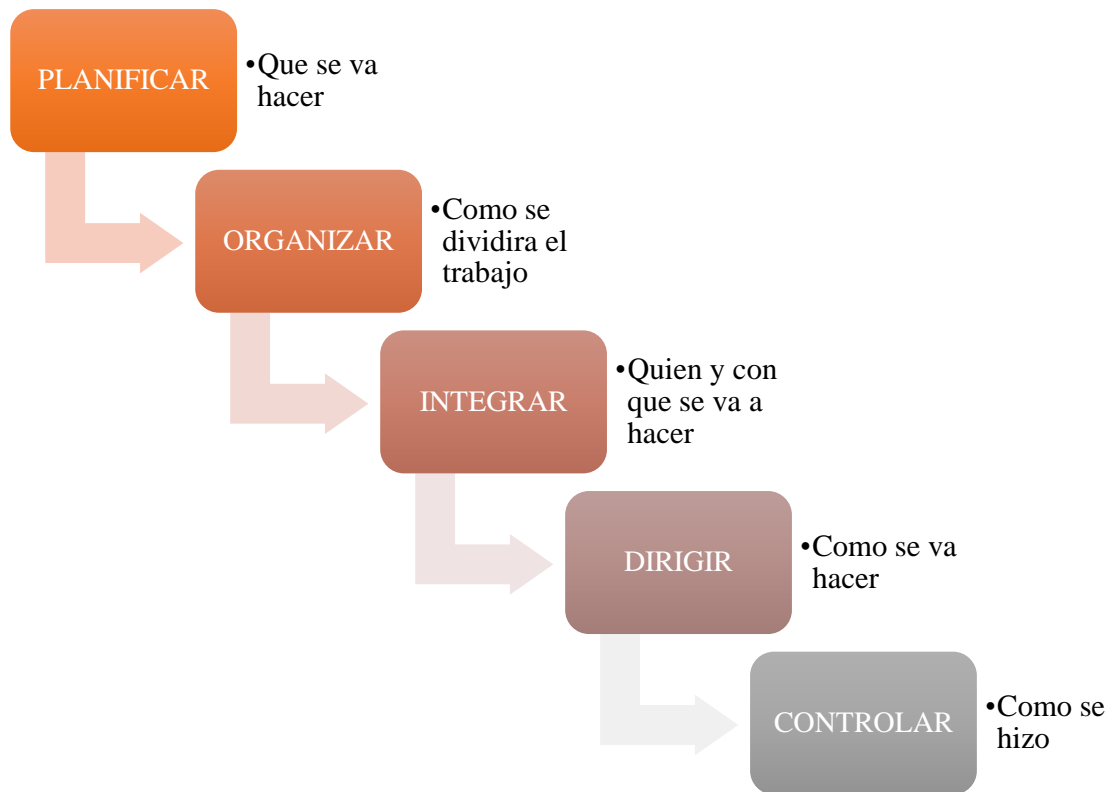 PLANIFICAR
•Que se va
hacer
ORGANIZAR
•Como se
dividira el
trabajo
INTEGRAR
•Quien y con
que se va a
hacer
DIRIGIR
•Como se va
hacer
CONTROLAR
•Como se
hizo